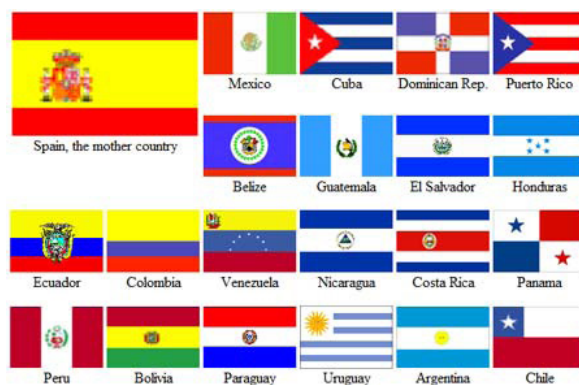 Mexico Cuba Dominican Rep. Puerto Rico
Spain, the mother country
Belize Guatemala El Salvador Honduras
Ecuador Colombia Venezuela Nicaragua Costa Rica Panama
Peru Bolivia Paraguay Uruguay Argentina Chile